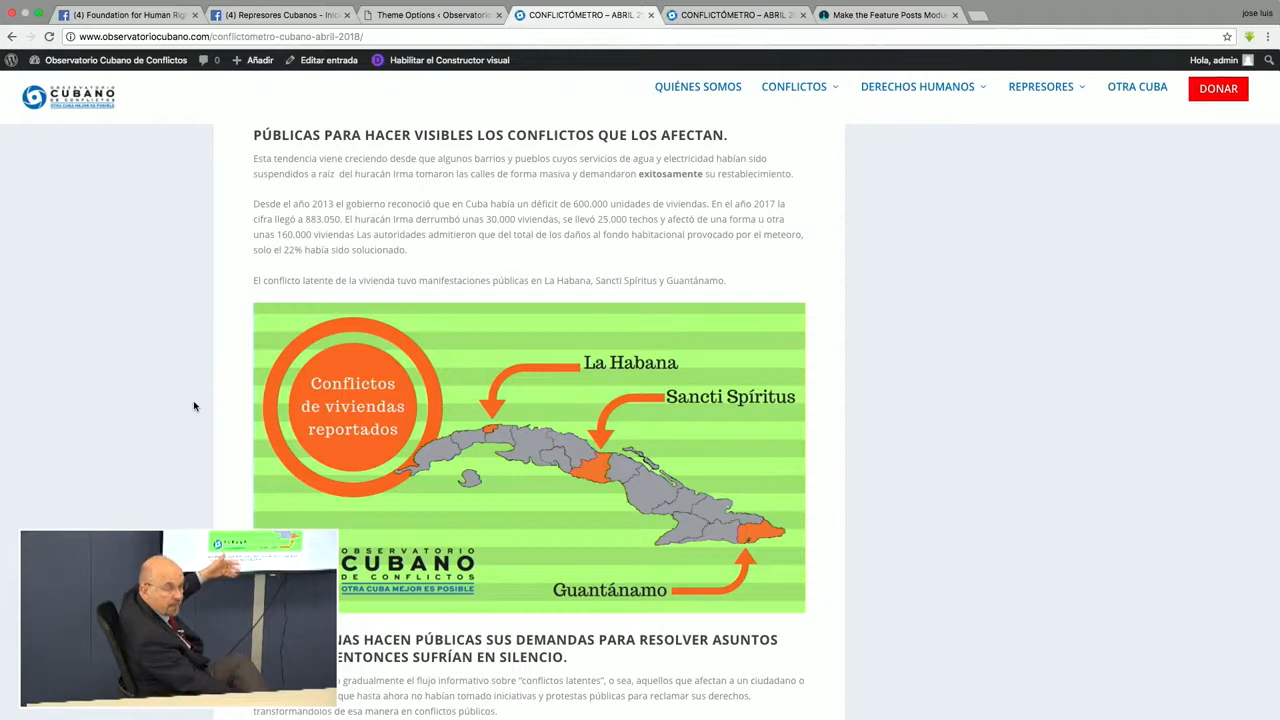 (4) Foundation for Human Righ
(4) Represores Cubanos - Inic
Theme Options < Observatorio
CONFLICTÓMETRO – ABRIL 20
CONFLICTÓMETRO – ABRIL 20
Make the Feature Posts Modu
jose luis
www.observatoriocubano.com/conflictometro-cubano-abril-2018/
Observatorio Cubano de Conflictos
0
Añadir
Editar entrada
Habilitar el Constructor visual
Hola, admin
OBSERVATORIO
CUBANO
DE CONFLICTOS
OTRA CUBA MEJOR ES POSIBLE
QUIÉNES SOMOS
CONFLICTOS
DERECHOS HUMANOS
REPRESORES
OTRA CUBA
DONAR
PÚBLICAS PARA HACER VISIBLES LOS CONFLICTOS QUE LOS AFECTAN.
Esta tendencia viene creciendo desde que algunos barrios y pueblos cuyos servicios de agua y electricidad habían sido
suspendidos a raíz del huracán Irma tomaron las calles de forma masiva y demandaron exitosamente su restablecimiento.
Desde el año 2013 el gobierno reconoció que en Cuba había un déficit de 600.000 unidades de viviendas. En el año 2017 la
cifra llegó a 883.050. El huracán Irma derrumbó unas 30.000 viviendas, se llevó 25.000 techos y afectó de una forma u otra
unas 160.000 viviendas Las autoridades admitieron que del total de los daños al fondo habitacional provocado por el meteoro,
solo el 22% había sido solucionado.
El conflicto latente de la vivienda tuvo manifestaciones públicas en La Habana, Sancti Spíritus y Guantánamo.
Conflictos
de viviendas
reportados
La Habana
Sancti Spíritus
Guantánamo
OBSERVATORIO
CUBANO
DE CONFLICTOS
OTRA CUBA MEJOR ES POSIBLE
NAS HACEN PÚBLICAS SUS DEMANDAS PARA RESOLVER ASUNTOS
ENTONCES SUFRÍAN EN SILENCIO.
gradualmente el flujo informativo sobre “conflictos latentes”, o sea, aquellos que afectan a un ciudadano o
que hasta ahora no habían tomado iniciativas y protestas públicas para reclamar sus derechos,
transformándolos de esa manera en conflictos públicos.